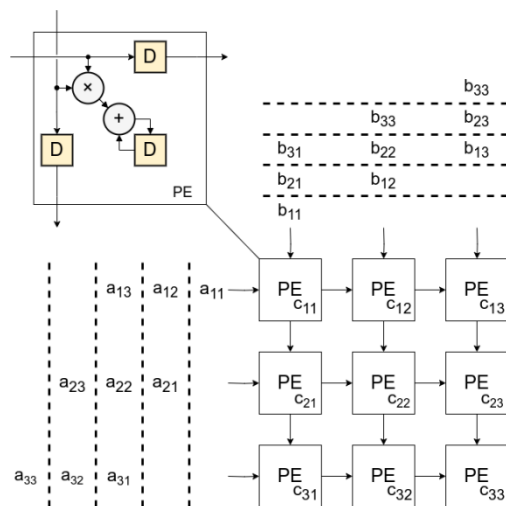 D
×
+
D
D
PE
b33
b33 b23
b31 b22 b13
b21 b12
b11
a13 a12 a11 PE c11 PE c12 PE c13
a23 a22 a21 PE c21 PE c22 PE c23
a33 a32 a31 PE c31 PE c32 PE c33